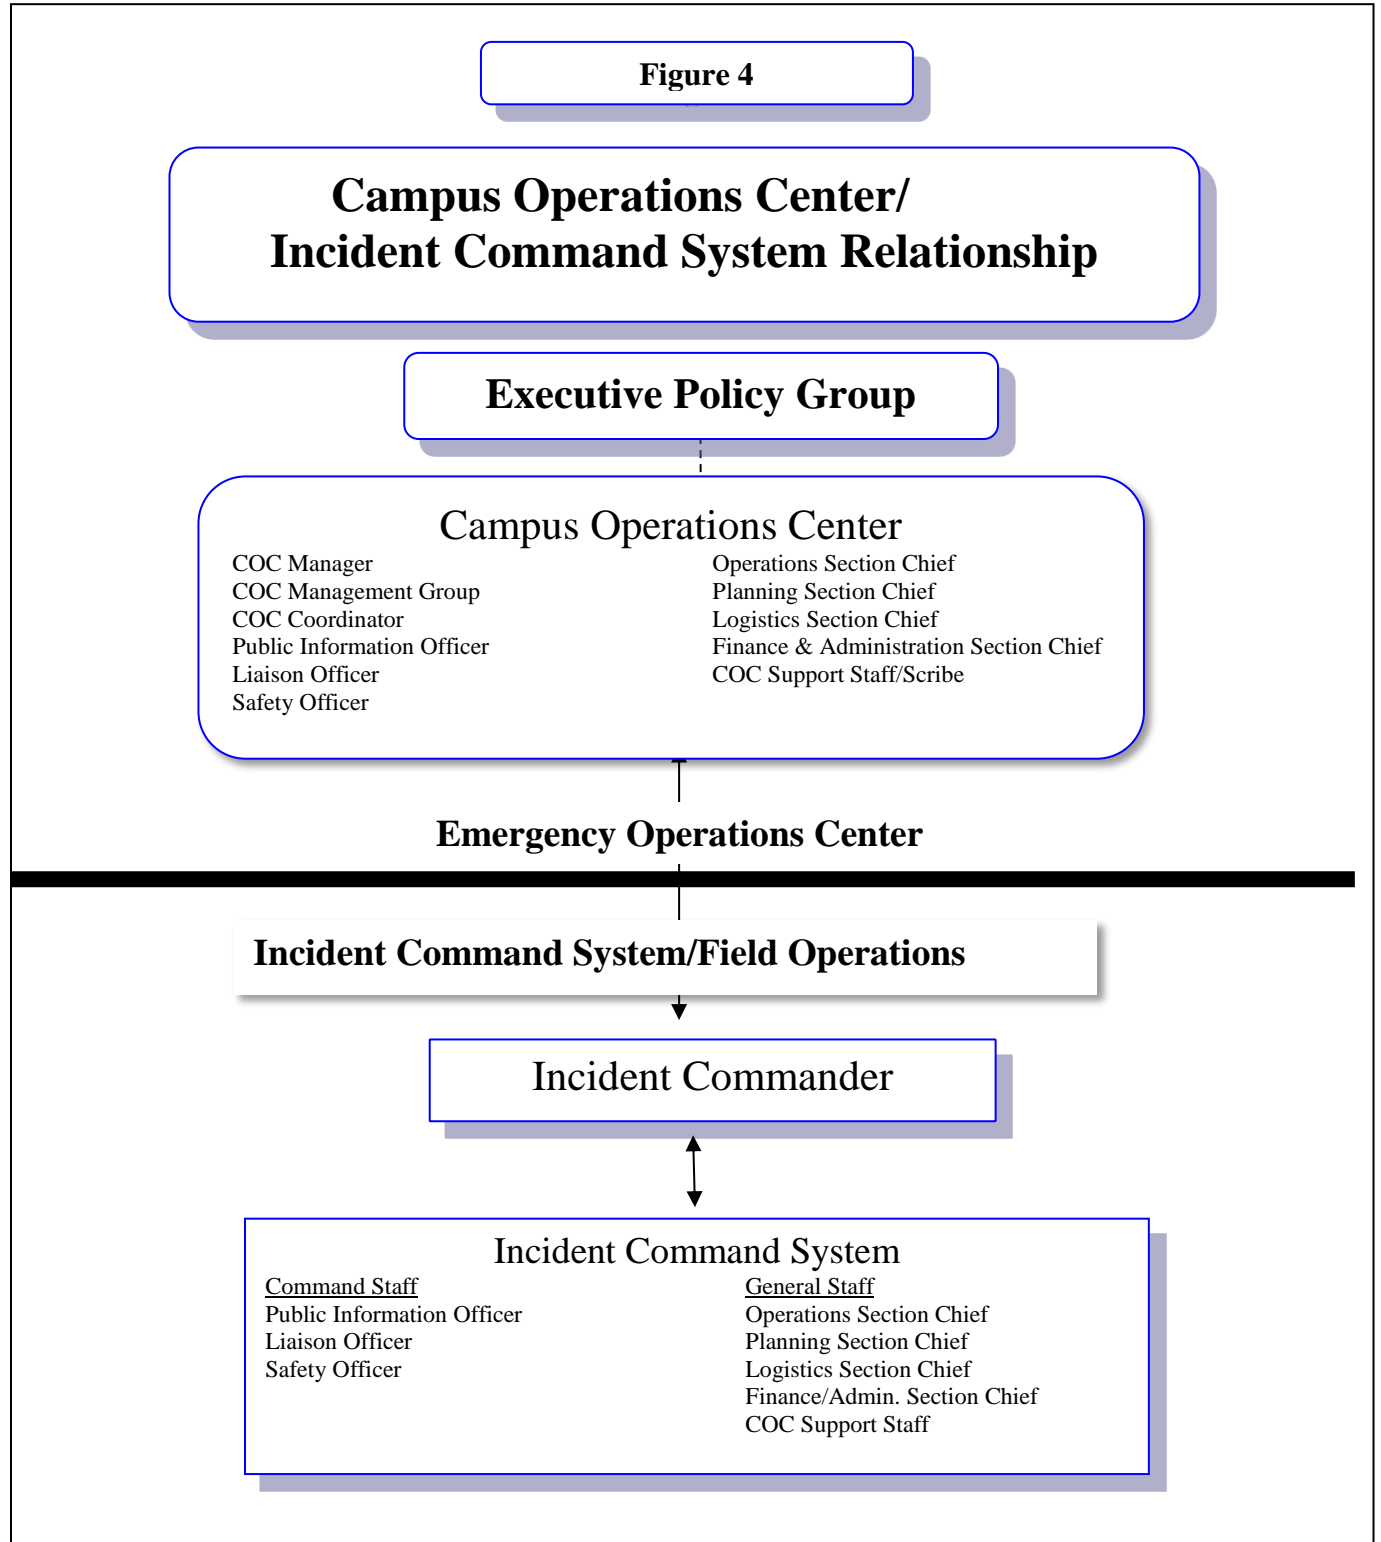 Figure 4
Campus Operations Center/
Incident Command System Relationship
Executive Policy Group
Campus Operations Center
COC Manager
COC Management Group
COC Coordinator
Public Information Officer
Liaison Officer
Safety Officer
Operations Section Chief
Planning Section Chief
Logistics Section Chief
Finance & Administration Section Chief
COC Support Staff/Scribe
Emergency Operations Center
Incident Command System/Field Operations
Incident Commander
Incident Command System
Command Staff
Public Information Officer
Liaison Officer
Safety Officer
General Staff
Operations Section Chief
Planning Section Chief
Logistics Section Chief
Finance/Admin. Section Chief
COC Support Staff